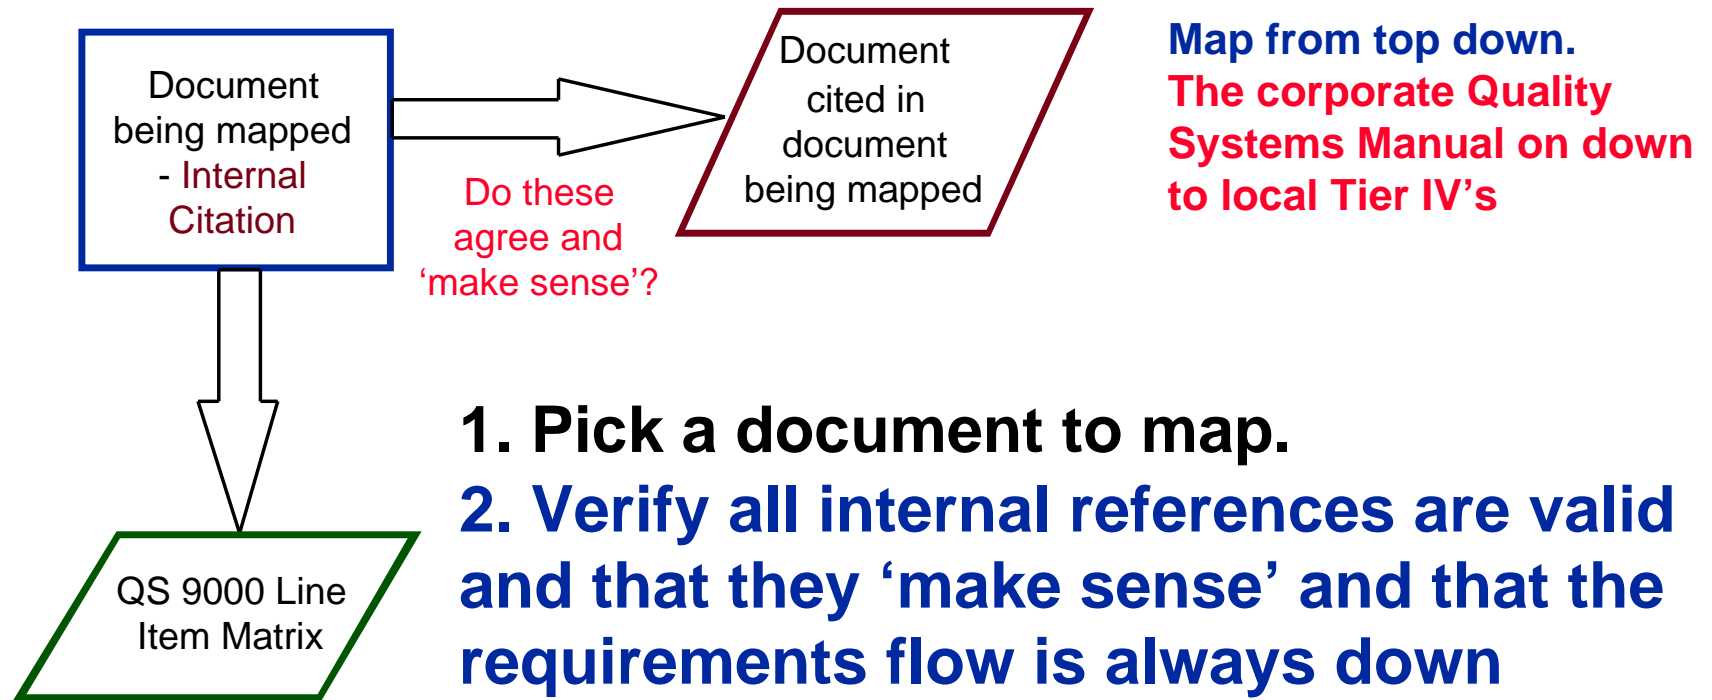 Document
being mapped
- Internal
Citation
Do these
agree and
‘make sense’?
Document
cited in
document
being mapped
Map from top down.
The corporate Quality
Systems Manual on down
to local Tier IV’s
QS 9000 Line
Item Matrix
1. Pick a document to map.
2. Verify all internal references are valid
and that they ‘make sense’ and that the
requirements flow is always down